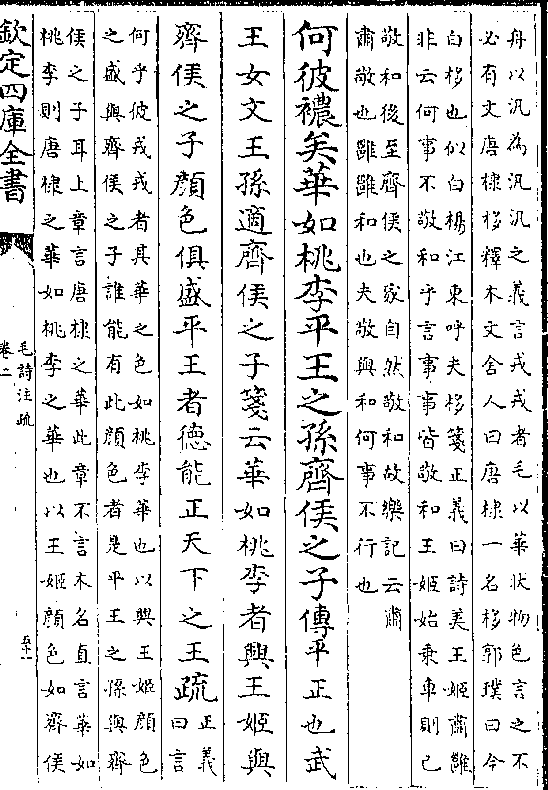 舟以汎為汎汎之義言戎戎者毛以華狀物色言之不
必有文唐棣栘釋木文舍人曰唐棣一名栘郭璞曰今
白栘也似白楊江東呼夫栘箋正義曰詩美王姬肅雝
非云何事不敬和乎言事事皆敬和王姬始乗車則已
敬和後至齊侯之家自然敬和故樂記云肅
肅敬也雝雝和也夫敬與和何事不行也
何彼襛矣華如桃李平王之孫齊侯之子傳平正也武
王女文王孫適齊侯之子箋云華如桃李者興王姬與
齊侯之子顔色俱盛平王者徳能正天下之王疏正義
曰言
何乎彼戎戎者其華之色如桃李華也以興王姬顔色
之盛與齊侯之子誰能有此顔色者是平王之孫與齊
侯之子耳上章言唐棣之華此章不言木名直言華如
桃李則唐棣之華如桃李之華也以王姬顔色如齊侯
欽定四庫全書
毛詩注疏
卷二
五十一